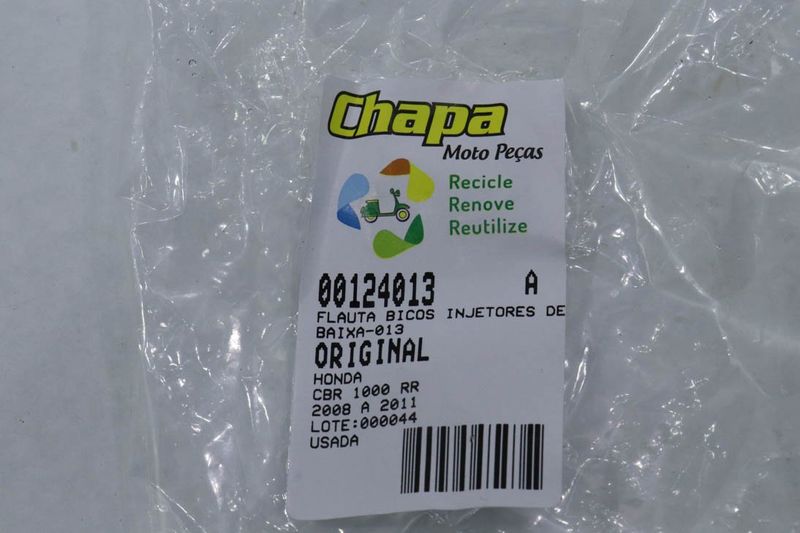 Chapa
Moto Peças
Recicle
Renove
Reutilize
00124013 A
FLAUTA BICOS INJETORES DE
BAIXA-013
ORIGINAL
HONDA
CBR 1000 RR
2008 A 2011
LOTE:000044
USADA